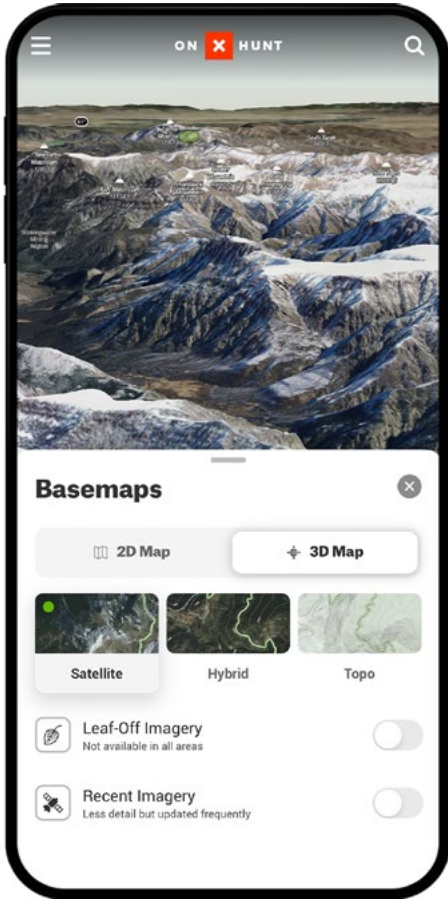 ON X HUNT
Basemaps
2D Map
3D Map
Satellite
Hybrid
Topo
Leaf-Off Imagery
Not available in all areas
Recent Imagery
Less detail but updated frequently